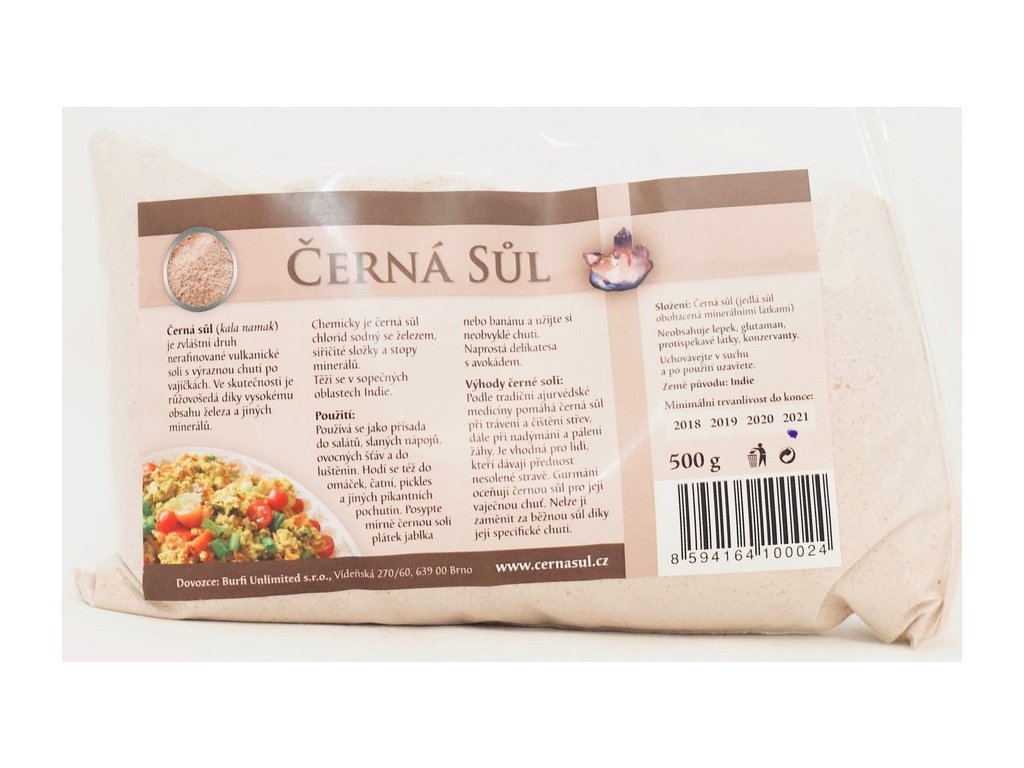 ČERNÁ SŮL
Černá sůl (kala namak)
je zvláštní druh
nerafinované vulkanické
soli s výraznou chutí po
vajíčkách. Ve skutečnosti je
růžovošedá díky vysokému
obsahu železa a jiných
minerálů.
Chemicky je černá sůl
chlorid sodný se železem,
siřičité složky a stopy
minerálů.
Těží se v sopečných
oblastech Indie.
Použití:
Používá se jako přísada
do salátů, slaných nápojů,
ovocných šťáv a do
luštěnin. Hodí se též do
omáček, čatní, pickles
a jiných pikantních
pochutin. Posypte
mírně černou solí
plátek jablka
nebo banánu a užijte si
neobvyklé chuti.
Naprostá delikatesa
s avokádem.
Výhody černé soli:
Podle tradiční ajurvédské
medicíny pomáhá černá sůl
při trávení a čištění střev,
dále při nadýmání a pálení
žáhy. Je vhodná pro lidi,
kteří dávají přednost
nesolené stravě. Gurmáni
oceňují černou sůl pro její
vaječnou chuť. Nelze ji
zaměnit za běžnou sůl díky
její specifické chuti.
Složení: Černá sůl (jedlá sůl
obohacená minerálními látkami)
Neobsahuje lepek, glutaman,
protispékavé látky, konzervanty.
Uchovávejte v suchu
a po použití uzavřete.
Země původu: Indie
Minimální trvanlivost do konce:
2018 2019 2020 2021
500 g
8 594164 100024
Dovozce: Burfi Unlimited s.r.o., Vídeňská 270/60, 639 00 Brno
www.cernasul.cz